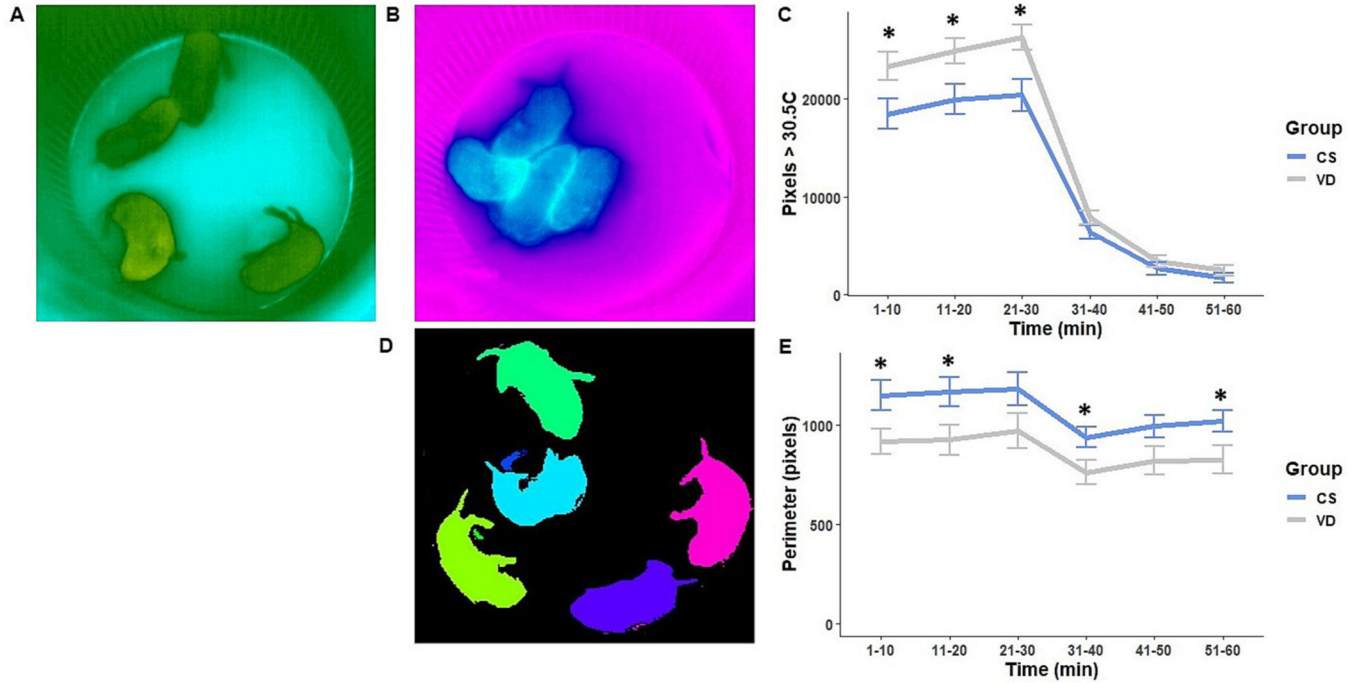 A
B
C
*
*
*
Pixels > 30.5C
20000
10000
0
1-10
11-20
21-30
31-40
41-50
51-60
Time (min)
Group
CS
VD
D
E
*
*
*
*
Perimeter (pixels)
1000
500
0
1-10
11-20
21-30
31-40
41-50
51-60
Time (min)
Group
CS
VD